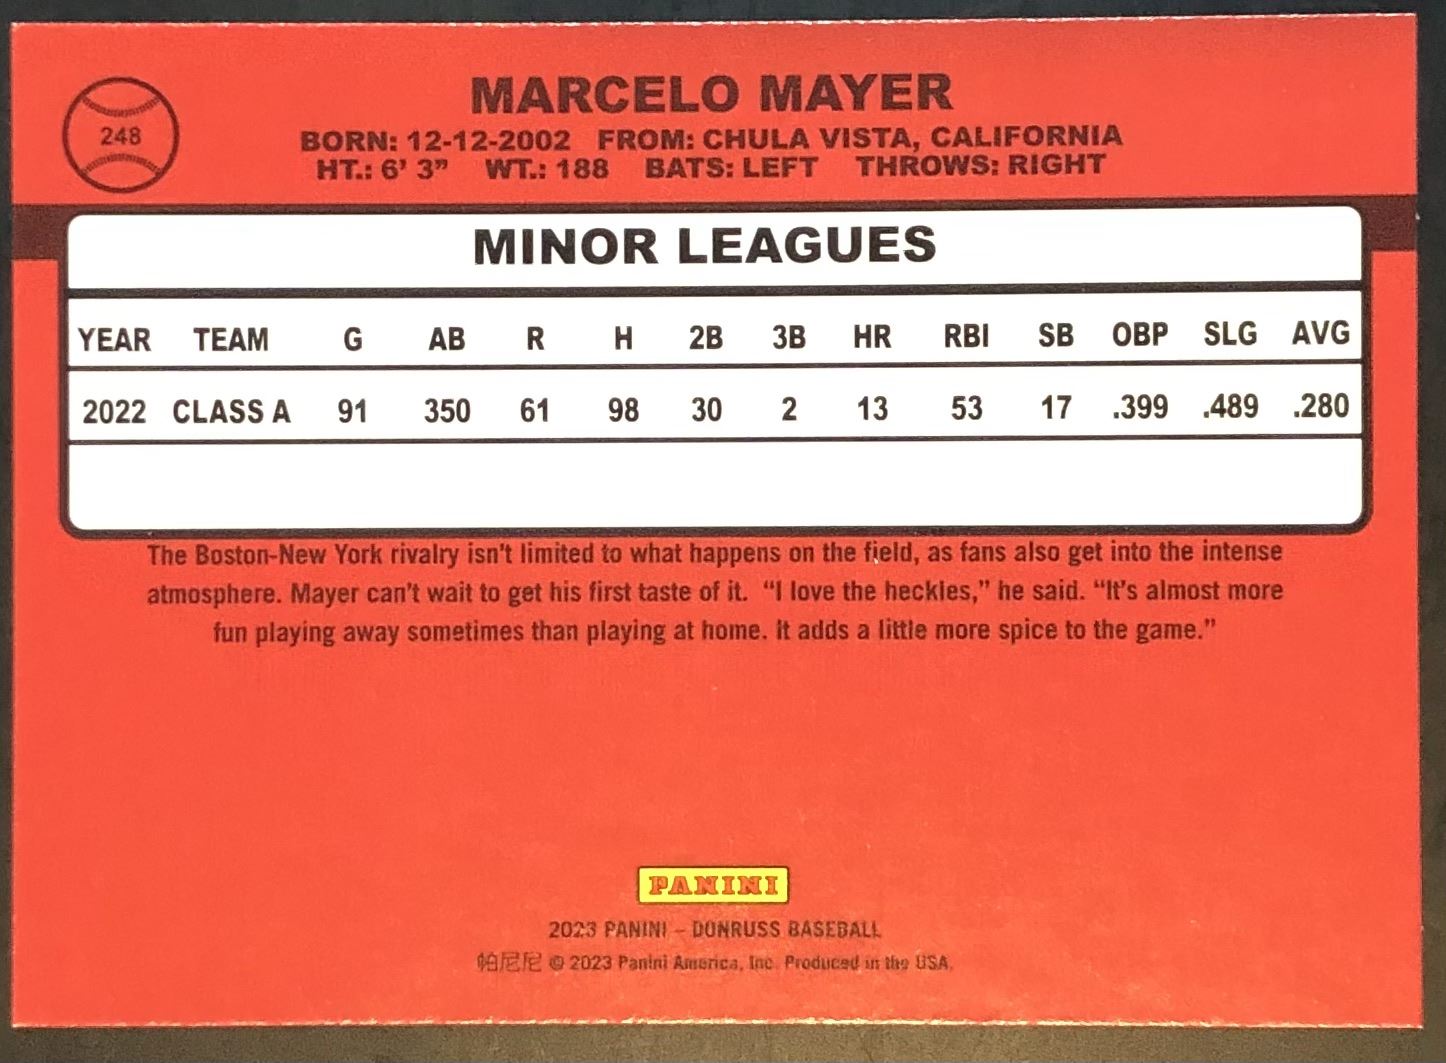 248
MARCELO MAYER
BORN: 12-12-2002 FROM: CHULA VISTA, CALIFORNIA
HT.: 6' 3" WT.: 188 BATS: LEFT THROWS: RIGHT
MINOR LEAGUES
YEAR TEAM G AB R H 2B 3B HR RBI SB OBP SLG AVG
2022 CLASS A 91 350 61 98 30 2 13 53 17 .399 .489 .280
The Boston-New York rivalry isn't limited to what happens on the field, as fans also get into the intense
atmosphere. Mayer can't wait to get his first taste of it. "I love the heckles," he said. "It's almost more
fun playing away sometimes than playing at home. It adds a little more spice to the game."
PANINI
2023 PANINI – DONRUSS BASEBALL
帕尼尼 © 2023 Panini America, Inc. Produced in the USA.